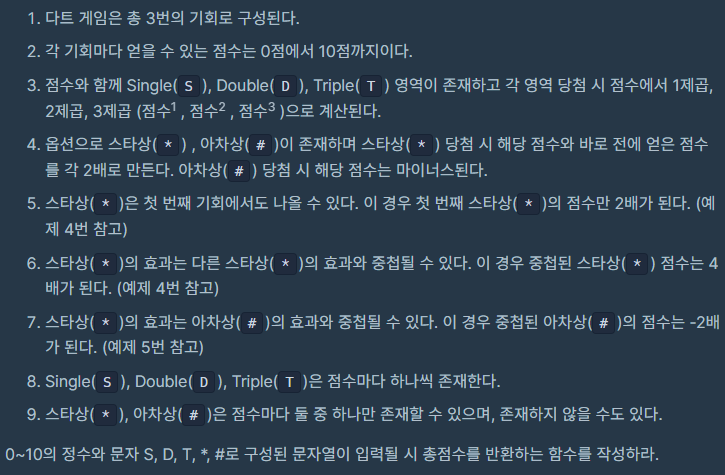 1. 다트 게임은 총 3번의 기회로 구성된다.
2. 각 기회마다 얻을 수 있는 점수는 0점에서 10점까지이다.
3. 점수와 함께 Single(S), Double(D), Triple(T) 영역이 존재하고 각 영역 당첨 시 점수에서 1제곱,
2제곱, 3제곱 (점수¹ , 점수² , 점수³ )으로 계산된다.
4. 옵션으로 스타상(*) , 아차상(#)이 존재하며 스타상(*) 당첨 시 해당 점수와 바로 전에 얻은 점수
를 각 2배로 만든다. 아차상(#) 당첨 시 해당 점수는 마이너스된다.
5. 스타상(*)은 첫 번째 기회에서도 나올 수 있다. 이 경우 첫 번째 스타상(*)의 점수만 2배가 된다. (예
제 4번 참고)
6. 스타상(*)의 효과는 다른 스타상(*)의 효과와 중첩될 수 있다. 이 경우 중첩된 스타상(*) 점수는 4
배가 된다. (예제 4번 참고)
7. 스타상(*)의 효과는 아차상(#)의 효과와 중첩될 수 있다. 이 경우 중첩된 아차상(#)의 점수는 -2배
가 된다. (예제 5번 참고)
8. Single(S), Double(D), Triple(T)은 점수마다 하나씩 존재한다.
9. 스타상(*), 아차상(#)은 점수마다 둘 중 하나만 존재할 수 있으며, 존재하지 않을 수도 있다.
0~10의 정수와 문자 S, D, T, *, #로 구성된 문자열이 입력될 시 총점수를 반환하는 함수를 작성하라.